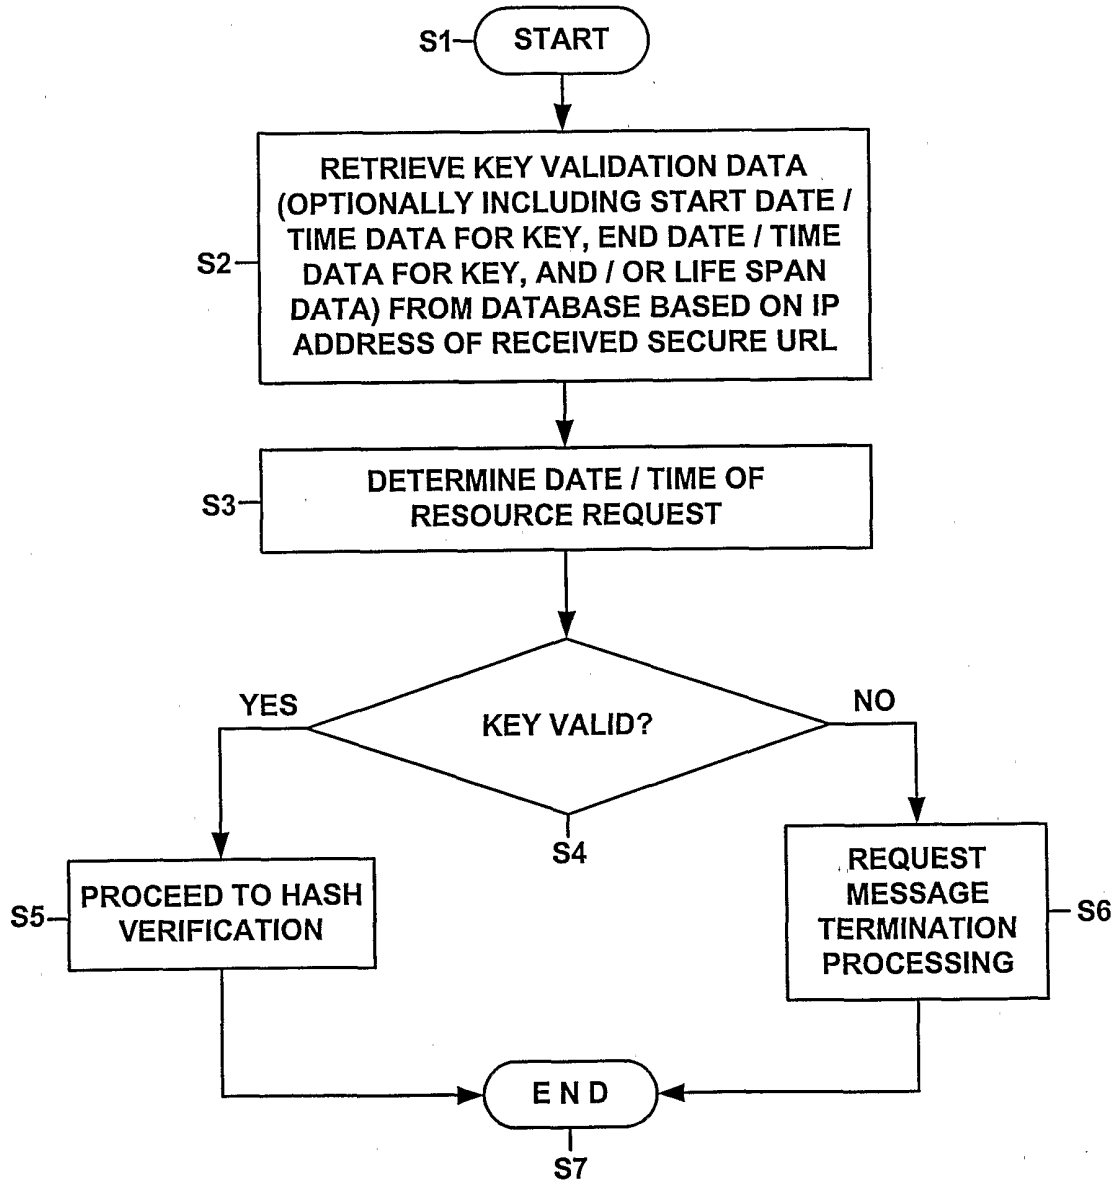 S1
START
RETRIEVE KEY VALIDATION DATA
(OPTIONALLY INCLUDING START DATE /
TIME DATA FOR KEY, END DATE / TIME
DATA FOR KEY, AND / OR LIFE SPAN
DATA) FROM DATABASE BASED ON IP
ADDRESS OF RECEIVED SECURE URL
S2
DETERMINE DATE / TIME OF
RESOURCE REQUEST
S3
YES
NO
KEY VALID?
S4
PROCEED TO HASH
VERIFICATION
S5
REQUEST
MESSAGE
TERMINATION
PROCESSING
S6
E N D
S7